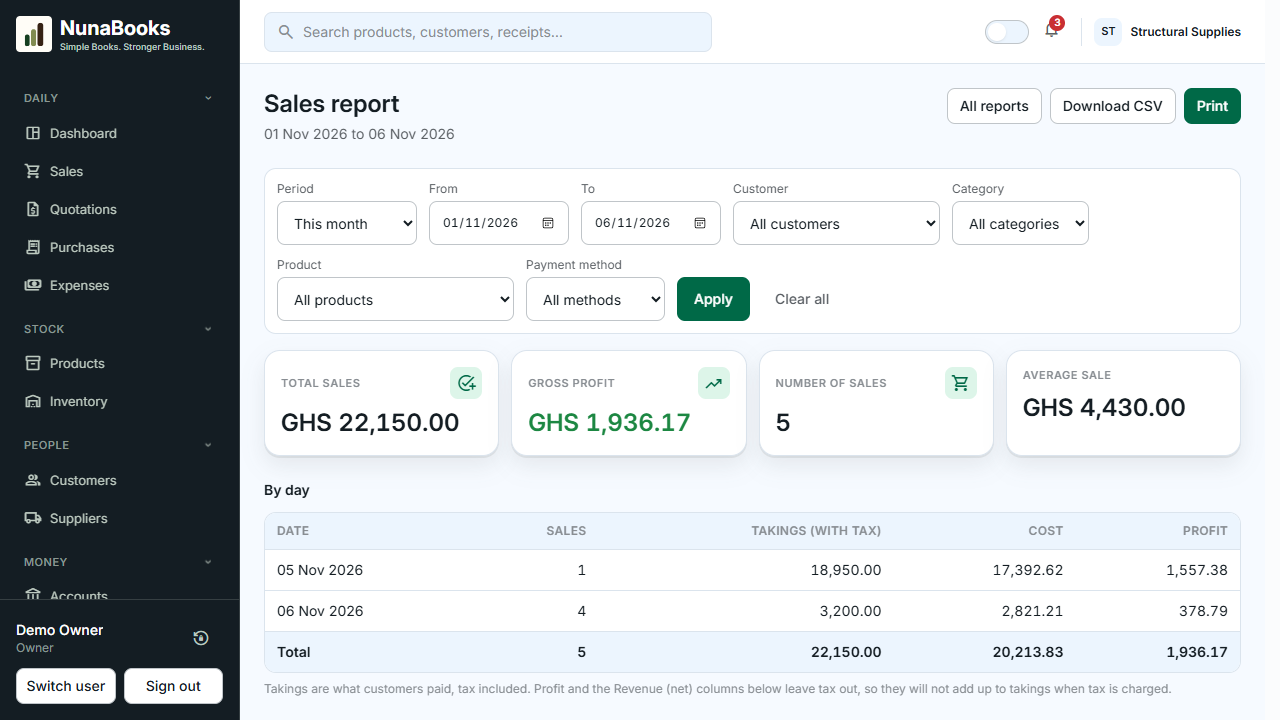 NunaBooks
Simple Books. Stronger Business.
DAILY
Dashboard
Sales
Quotations
Purchases
Expenses
STOCK
Products
Inventory
PEOPLE
Customers
Suppliers
MONEY
Accounts
Demo Owner
Owner
Switch user
Sign out
Search products, customers, receipts...
3
ST
Structural Supplies
Sales report
01 Nov 2026 to 06 Nov 2026
All reports
Download CSV
Print
Period
From
To
Customer
Category
This month
01/11/2026
06/11/2026
All customers
All categories
Product
Payment method
All products
All methods
Apply
Clear all
TOTAL SALES
GHS 22,150.00
GROSS PROFIT
GHS 1,936.17
NUMBER OF SALES
5
AVERAGE SALE
GHS 4,430.00
By day
DATE SALES TAKINGS (WITH TAX) COST PROFIT
05 Nov 2026 1 18,950.00 17,392.62 1,557.38
06 Nov 2026 4 3,200.00 2,821.21 378.79
Total 5 22,150.00 20,213.83 1,936.17
Takings are what customers paid, tax included. Profit and the Revenue (net) columns below leave tax out, so they will not add up to takings when tax is charged.